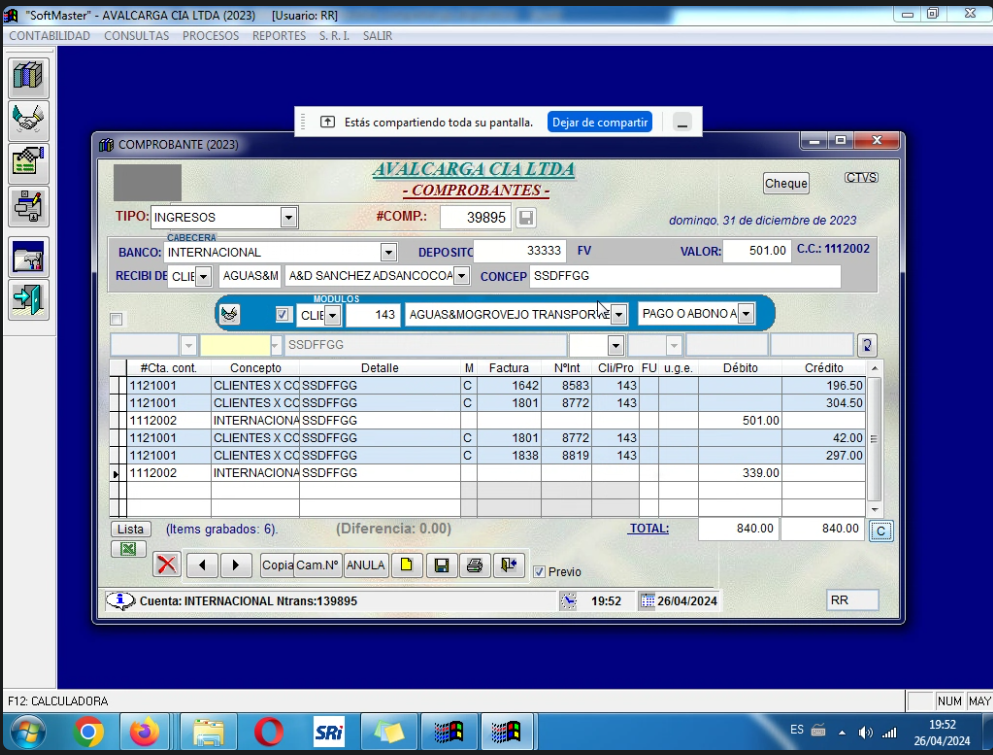 "SoftMaster" - AVALCARGA CIA LTDA (2023) [Usuario: RR]
CONTABILIDAD CONSULTAS PROCESOS REPORTES S. R. I. SALIR
Estás compartiendo toda su pantalla. Dejar de compartir
COMPROBANTE (2023)
AVALCARGA CIA LTDA
- COMPROBANTES -
Cheque
CTVS
TIPO: INGRESOS #COMP.: 39895
domingo, 31 de diciembre de 2023
CABECERA
BANCO: INTERNACIONAL DEPOSITO 33333 FV VALOR: 501.00 C.C.: 1112002
RECIBI DE CLIE AGUAS&M A&D SANCHEZADSANCOCOA CONCEP SSDFFGG
MODULOS
CLIE 143 AGUAS&MOGROVEJO TRANSPORTE PAGO O ABONO A
SSDFFGG
#Cta. cont. Concepto Detalle M Factura NºInt Cli/Pro FU u.g.e. Débito Crédito
1121001 CLIENTES X CC SSDFFGG C 1642 8583 143 196.50
1121001 CLIENTES X CC SSDFFGG C 1801 8772 143 304.50
1112002 INTERNACIONA SSDFFGG 501.00
1121001 CLIENTES X CC SSDFFGG C 1801 8772 143 42.00
1121001 CLIENTES X CC SSDFFGG C 1838 8819 143 297.00
1112002 INTERNACIONA SSDFFGG 339.00
Lista (Items grabados: 6). (Diferencia: 0.00) TOTAL: 840.00 840.00 C
Copia Cam.Nº ANULA Previo
Cuenta: INTERNACIONAL Ntrans:139895 19:52 26/04/2024 RR
F12: CALCULADORA NUM MAY
SRi ES 19:52
26/04/2024